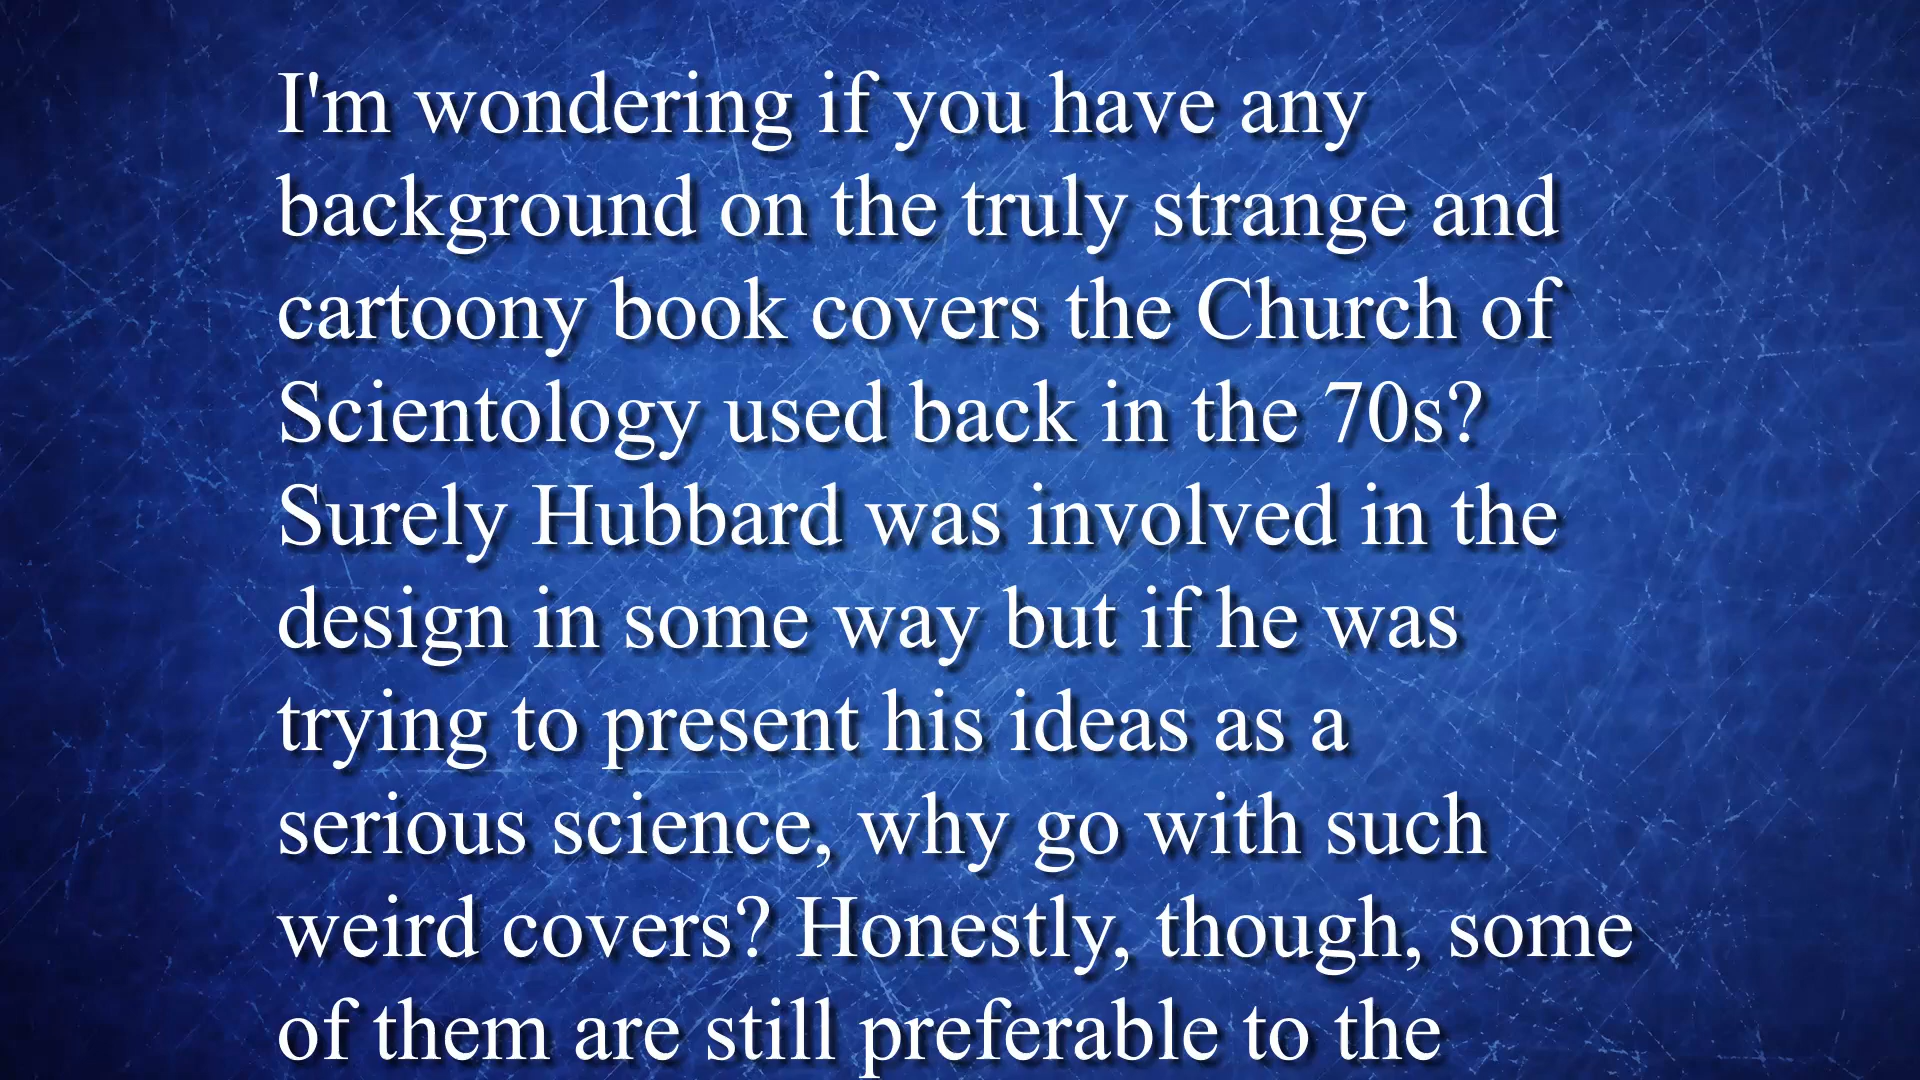 I'm wondering if you have any
background on the truly strange and
cartoony book covers the Church of
Scientology used back in the 70s?
Surely Hubbard was involved in the
design in some way but if he was
trying to present his ideas as a
serious science, why go with such
weird covers? Honestly, though, some
of them are still preferable to the